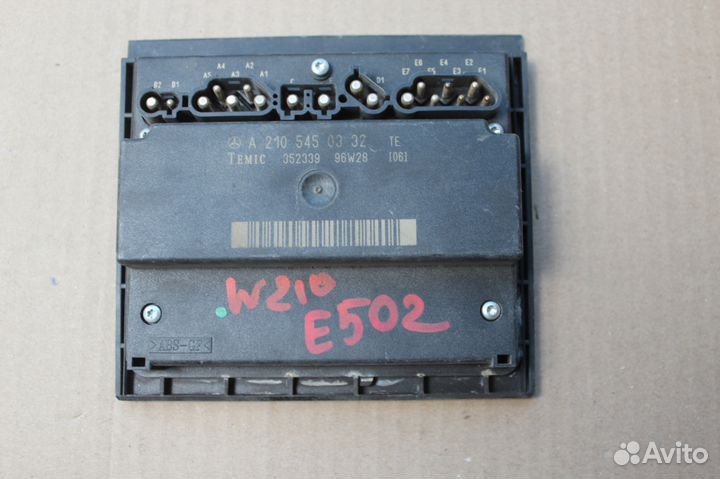 A4 A2 E6 E4 E2
B2 B1 A5 A3 A1 C D1 E7 E5 E3 E1
A 210 545 03 32 TE
TEMIC 352339 96W28 [06]
W210
E502
>ABS-GF<
Avito